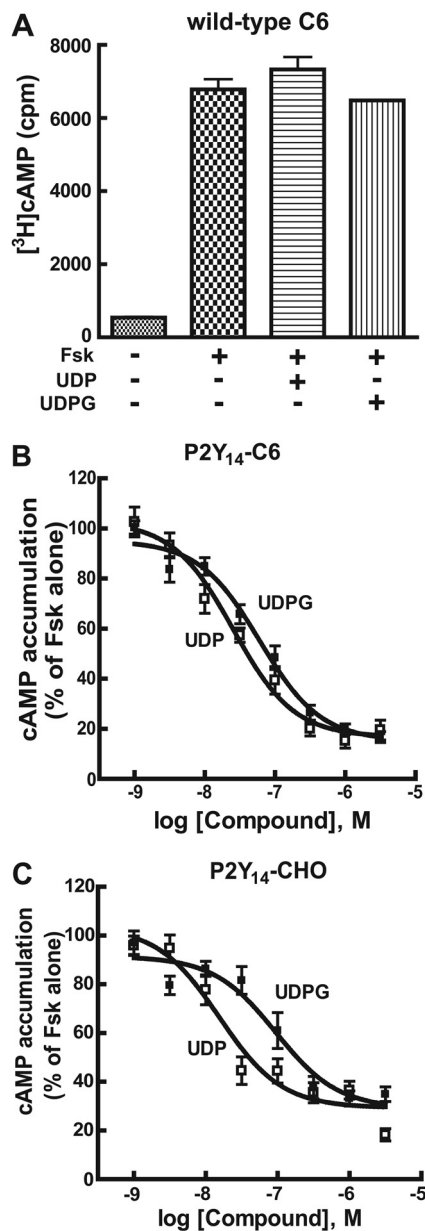 A
wild-type C6
[³H]cAMP (cpm)
8000
6000
4000
2000
0
Fsk - + + +
UDP - - + -
UDPG - - - +
B
P2Y₁₄-C6
cAMP accumulation
(% of Fsk alone)
120
100
80
60
40
20
0
UDPG
UDP
-9 -8 -7 -6 -5
log [Compound], M
C
P2Y₁₄-CHO
cAMP accumulation
(% of Fsk alone)
120
100
80
60
40
20
0
UDPG
UDP
-9 -8 -7 -6 -5
log [Compound], M